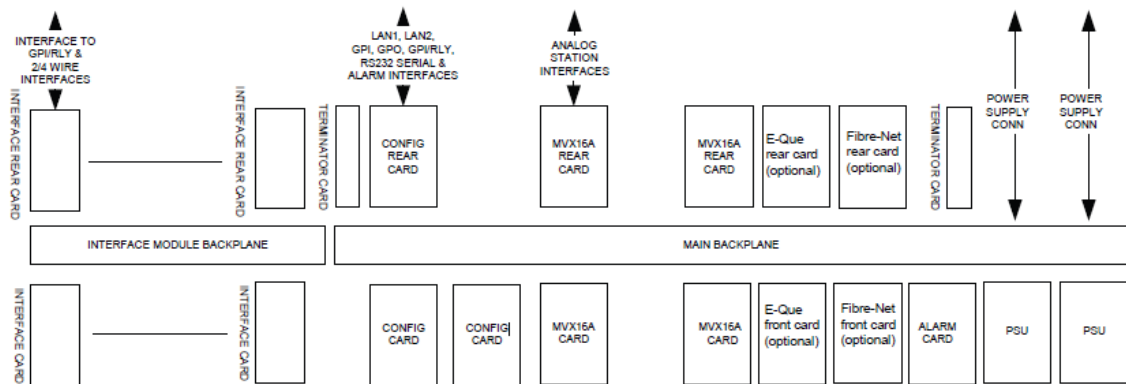 INTERFACE TO
GPI/RLY &
2/4 WIRE
INTERFACES
LAN1, LAN2,
GPI, GPO, GPI/RLY,
RS232 SERIAL &
ALARM INTERFACES
ANALOG
STATION
INTERFACES
POWER
SUPPLY
CONN
POWER
SUPPLY
CONN
INTERFACE REAR CARD
INTERFACE REAR CARD
TERMINATOR CARD
CONFIG
REAR
CARD
MVX16A
REAR
CARD
MVX16A
REAR
CARD
E-Que
rear card
(optional)
Fibre-Net
rear card
(optional)
TERMINATOR
CARD
INTERFACE MODULE BACKPLANE
MAIN BACKPLANE
INTERFACE CARD
INTERFACE CARD
CONFIG
CARD
CONFIG
CARD
MVX16A
CARD
MVX16A
CARD
E-Que
front card
(optional)
Fibre-Net
front card
(optional)
ALARM
CARD
PSU
PSU